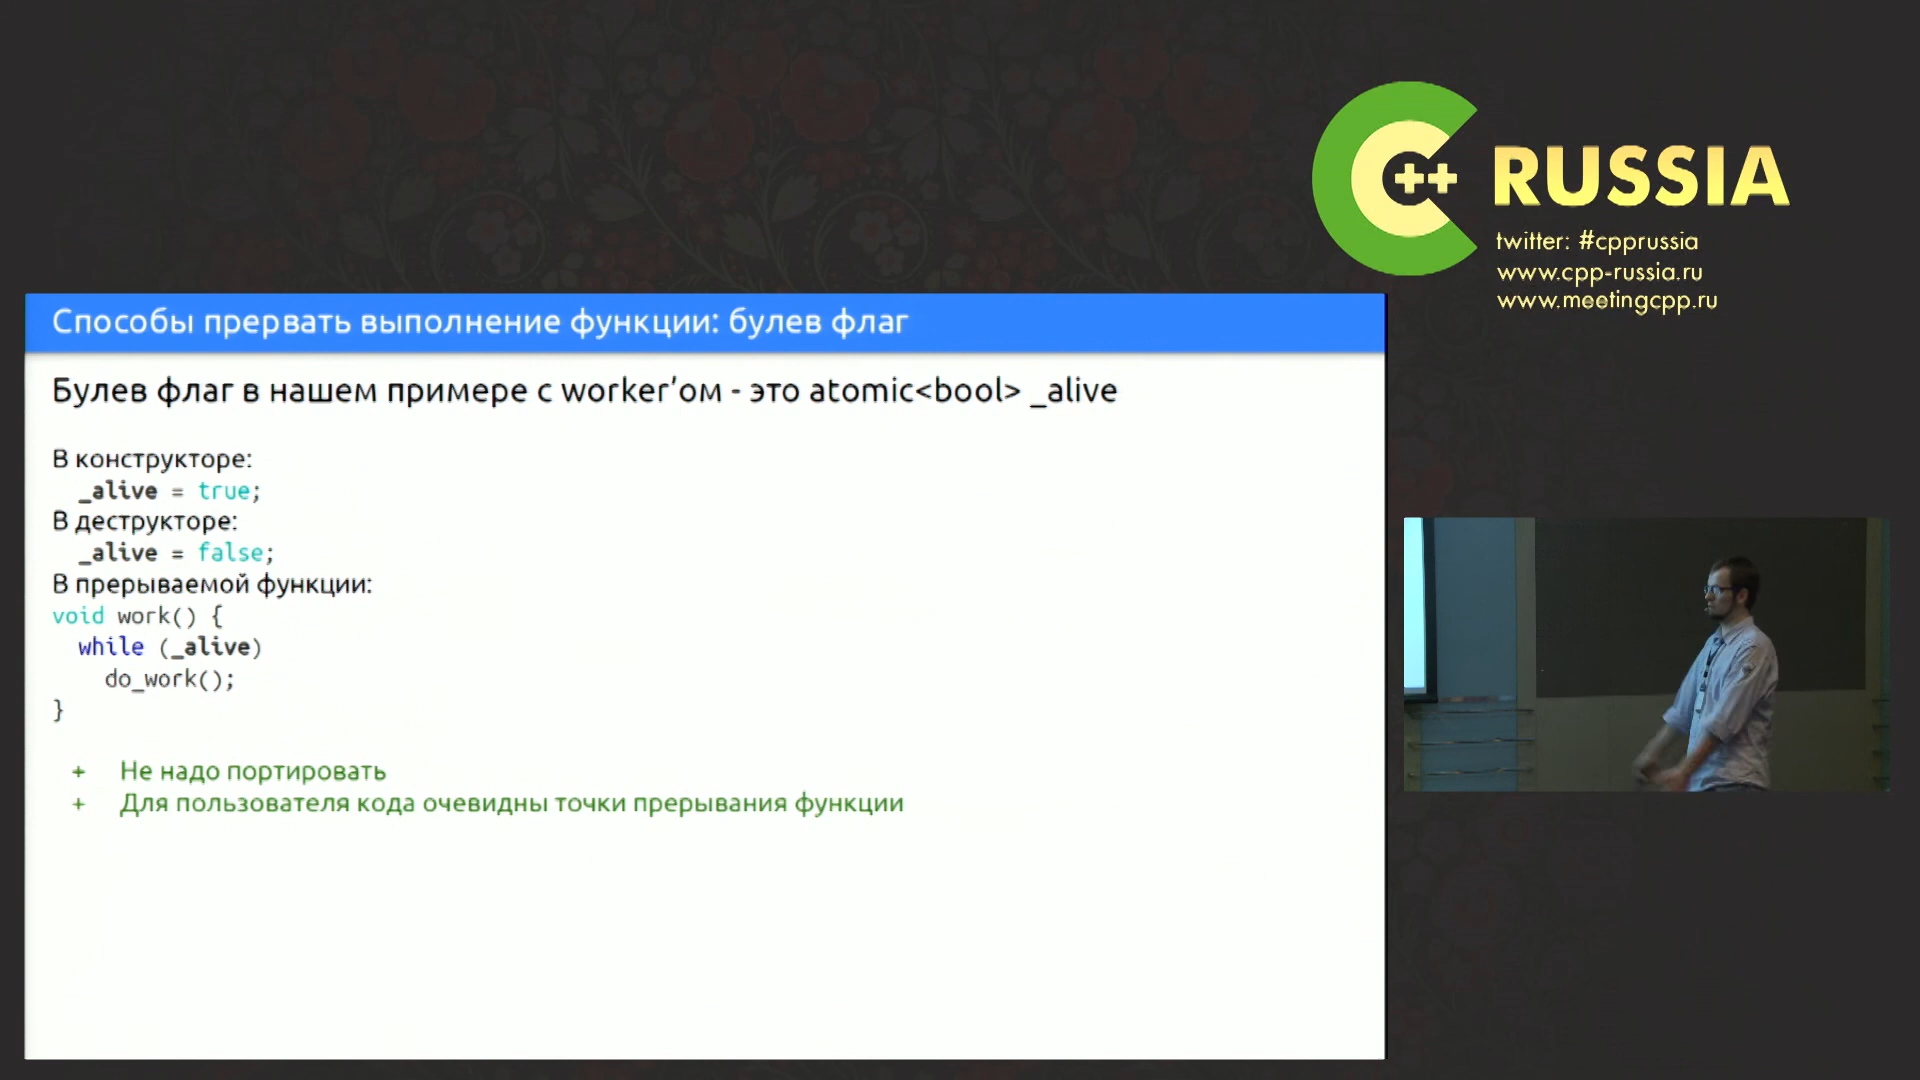 C++ RUSSIA
twitter: #cpprussia
www.cpp-russia.ru
www.meetingcpp.ru
Способы прервать выполнение функции: булев флаг
Булев флаг в нашем примере с worker’ом - это atomic<bool> _alive
В конструкторе:
_alive = true;
В деструкторе:
_alive = false;
В прерываемой функции:
void work() {
while (_alive)
do_work();
}
+ Не надо портировать
+ Для пользователя кода очевидны точки прерывания функции